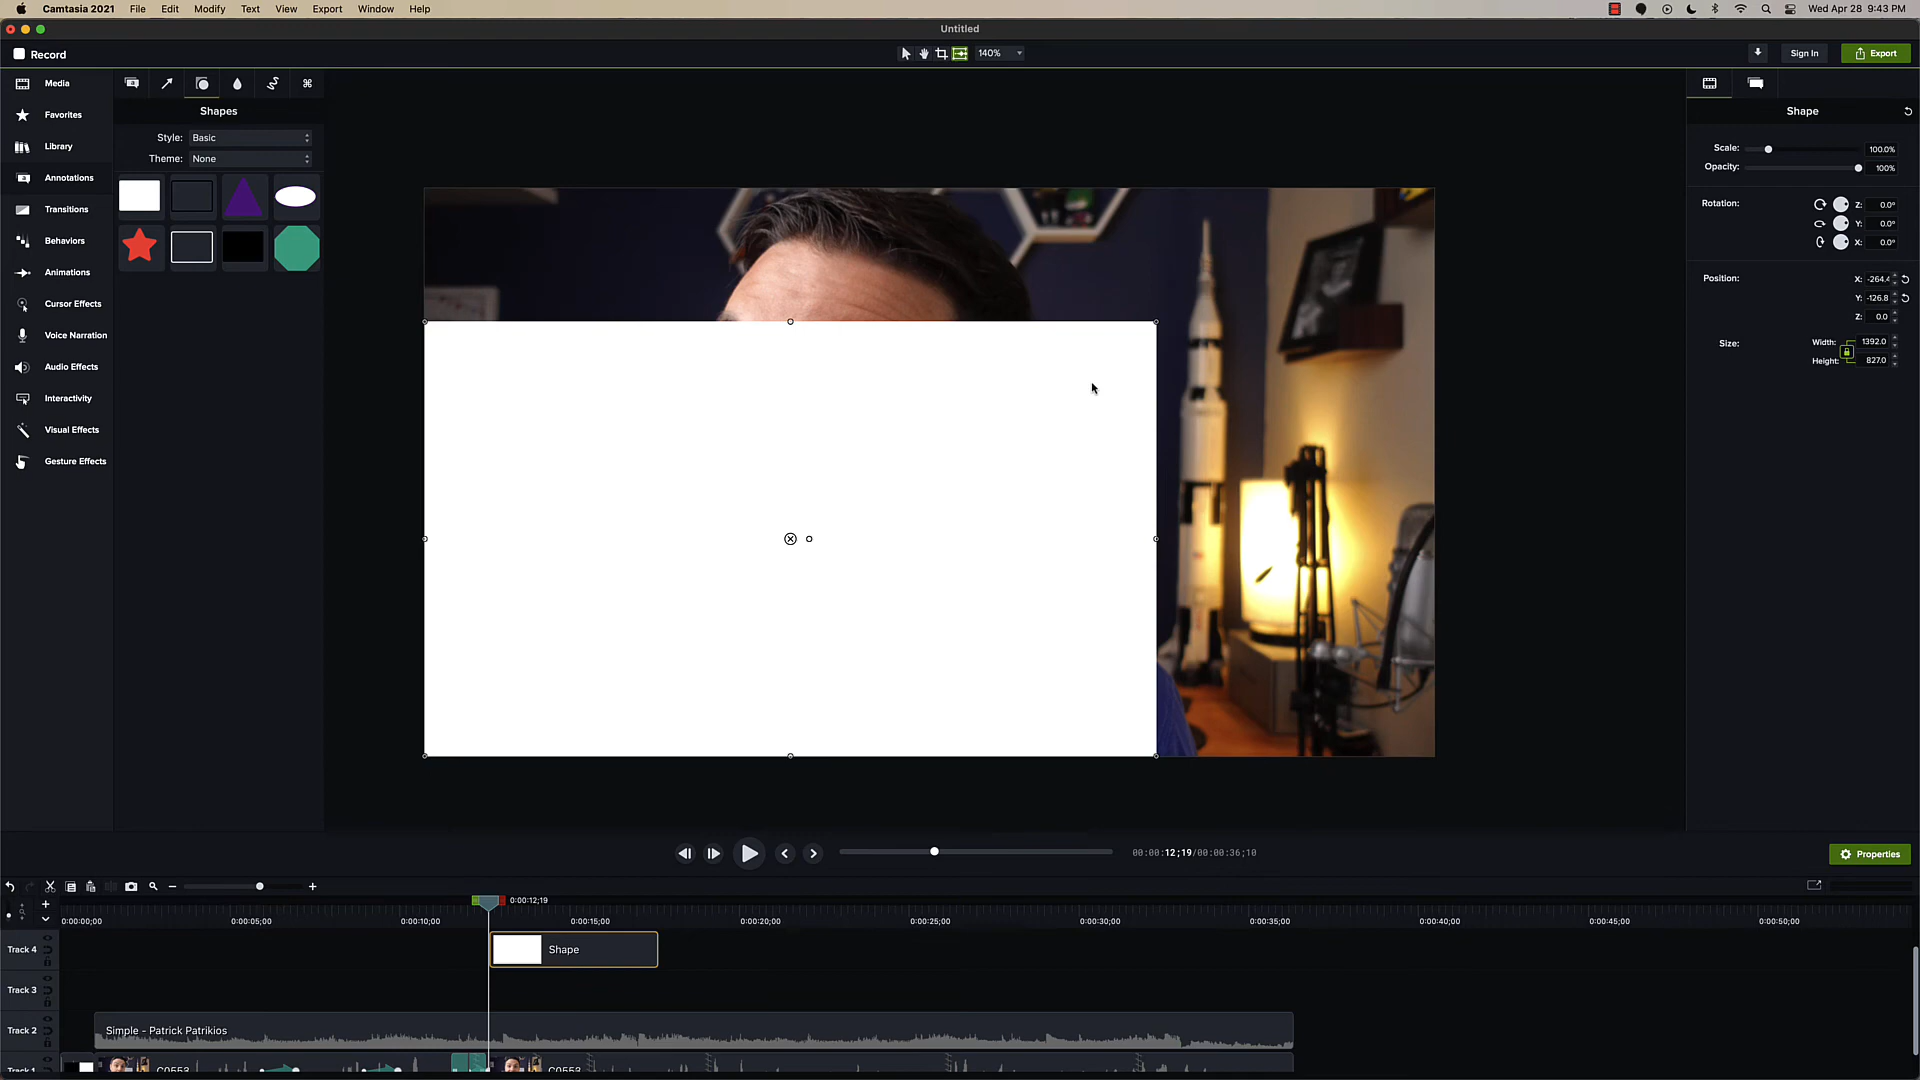 Camtasia 2021 File Edit Modify Text View Export Window Help
Wed Apr 28 9:43 PM
Untitled
Record
140%
Sign In
Export
Media
Favorites
Library
Annotations
Transitions
Behaviors
Animations
Cursor Effects
Voice Narration
Audio Effects
Interactivity
Visual Effects
Gesture Effects
Shapes
Style: Basic
Theme: None
Shape
Scale: 100.0%
Opacity: 100%
Rotation: Z: 0.0°
Y: 0.0°
X: 0.0°
Position: X: -264.4
Y: -126.8
Z: 0.0
Size: Width: 1392.0
Height: 827.0
00:00:12;19/00:00:36;10
Properties
0:00:12;19
0:00:00;00 0:00:05;00 0:00:10;00 0:00:15;00 0:00:20;00 0:00:25;00 0:00:30;00 0:00:35;00 0:00:40;00 0:00:45;00 0:00:50;00
Track 4
Shape
Track 3
Track 2
Simple - Patrick Patrikios
Track 1
C0553